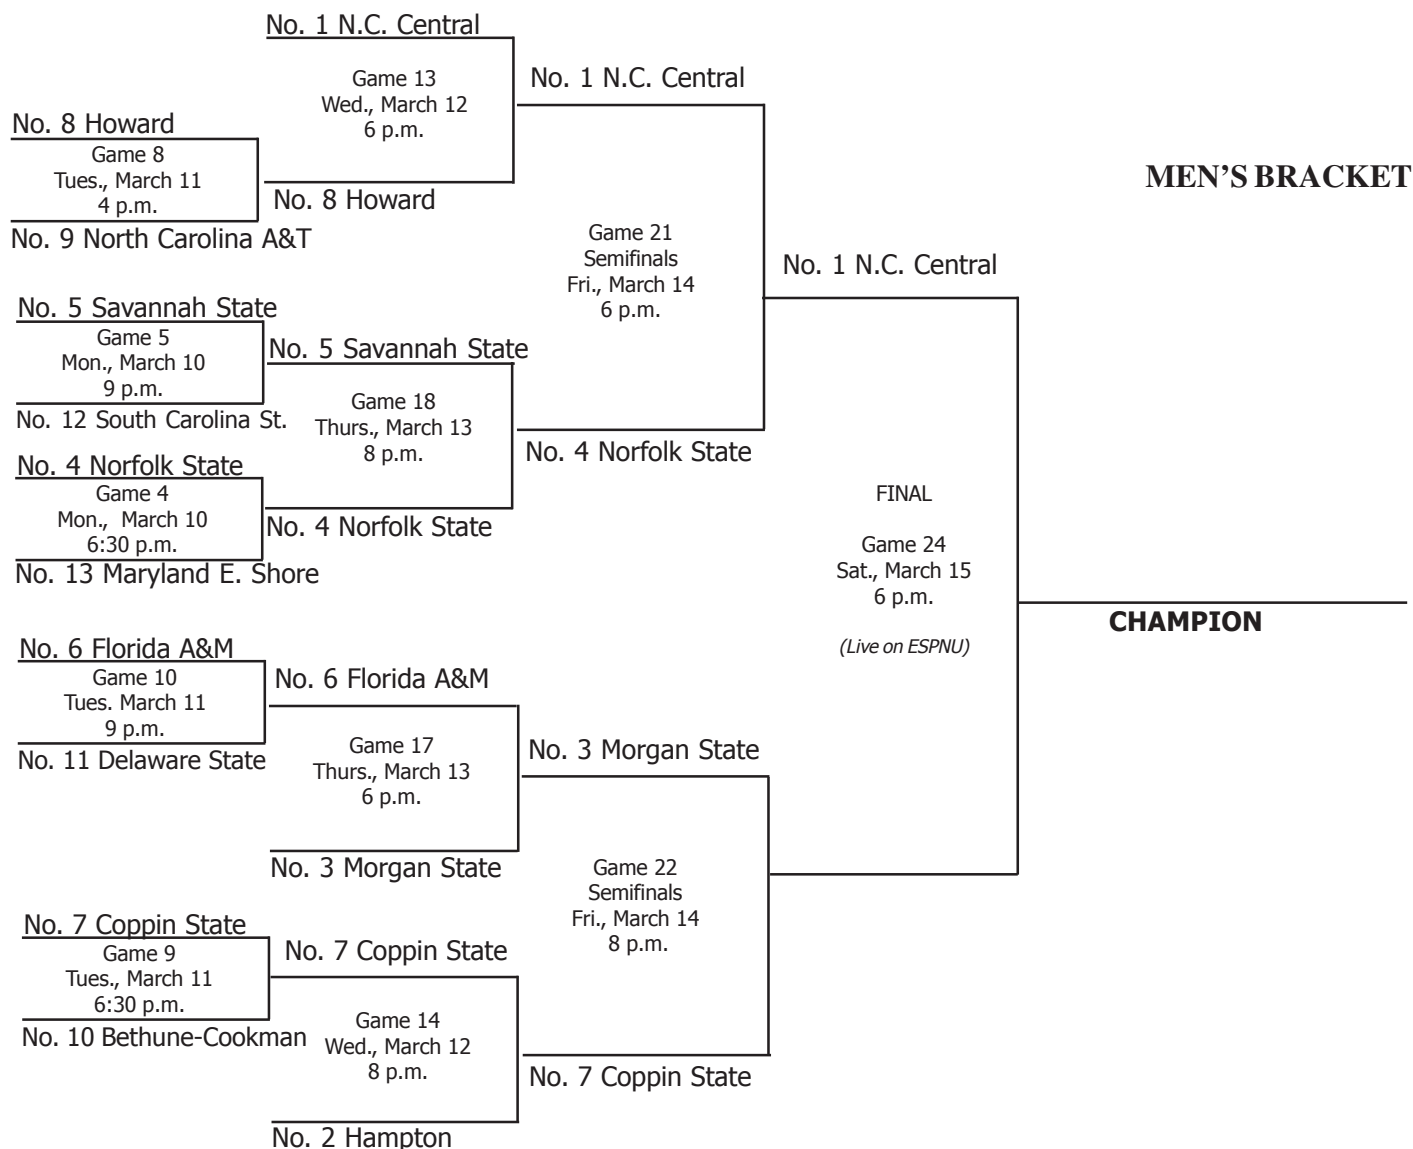 No. 1 N.C. Central
Game 13
Wed., March 12
6 p.m.
No. 1 N.C. Central
No. 8 Howard
Game 8
Tues., March 11
4 p.m.
No. 9 North Carolina A&T
No. 8 Howard
MEN'S BRACKET
Game 21
Semifinals
Fri., March 14
6 p.m.
No. 1 N.C. Central
No. 5 Savannah State
Game 5
Mon., March 10
9 p.m.
No. 12 South Carolina St.
No. 5 Savannah State
Game 18
Thurs., March 13
8 p.m.
No. 4 Norfolk State
No. 4 Norfolk State
Game 4
Mon., March 10
6:30 p.m.
No. 13 Maryland E. Shore
No. 4 Norfolk State
FINAL
Game 24
Sat., March 15
6 p.m.
(Live on ESPNU)
CHAMPION
No. 6 Florida A&M
Game 10
Tues. March 11
9 p.m.
No. 11 Delaware State
No. 6 Florida A&M
Game 17
Thurs., March 13
6 p.m.
No. 3 Morgan State
No. 3 Morgan State
Game 22
Semifinals
Fri., March 14
8 p.m.
No. 7 Coppin State
Game 9
Tues., March 11
6:30 p.m.
No. 10 Bethune-Cookman
No. 7 Coppin State
Game 14
Wed., March 12
8 p.m.
No. 7 Coppin State
No. 2 Hampton